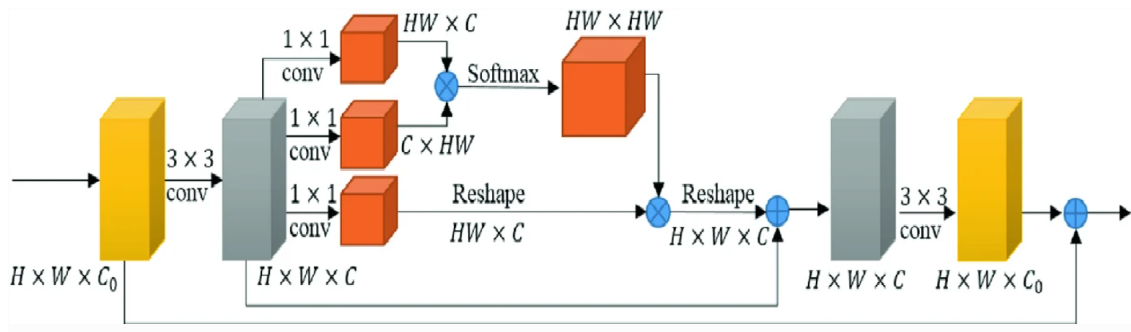 1 × 1
conv
HW × C
Softmax
HW × HW
1 × 1
conv
C × HW
3 × 3
conv
1 × 1
conv
Reshape
HW × C
Reshape
H × W × C
3 × 3
conv
H × W × C₀
H × W × C
H × W × C
H × W × C₀